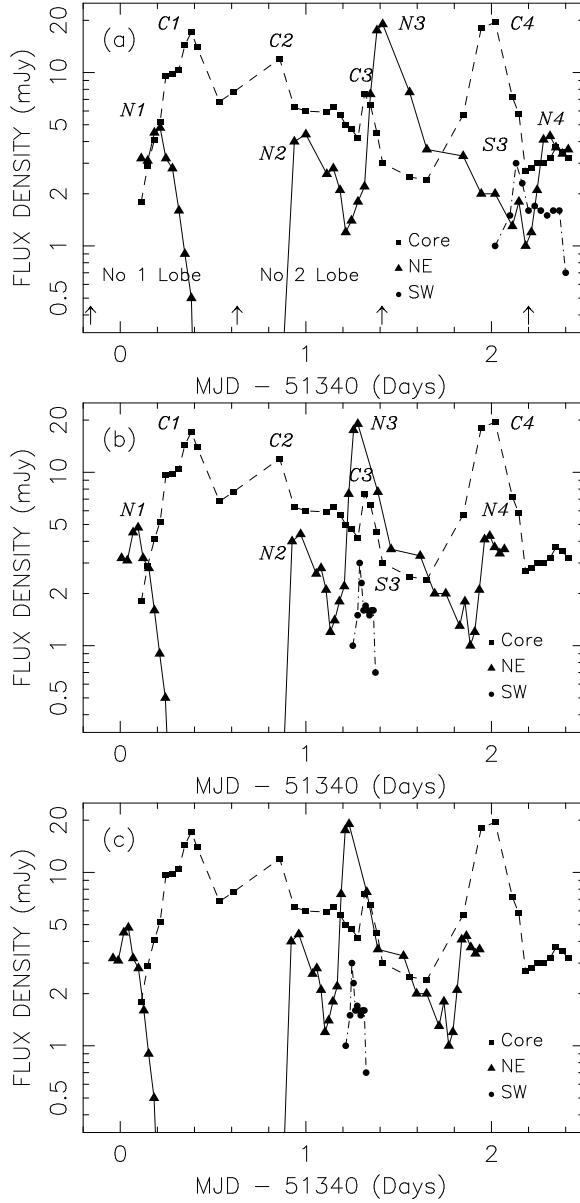 (a)
C1
C2
N3
C4
N1
C3
N2
S3
N4
Core
NE
SW
No 1 Lobe
No 2 Lobe
FLUX DENSITY (mJy)
20
10
5
2
1
0.5
0
1
2
MJD − 51340 (Days)
(b)
C1
C2
N3
C4
N1
C3
N2
S3
N4
Core
NE
SW
FLUX DENSITY (mJy)
20
10
5
2
1
0.5
0
1
2
MJD − 51340 (Days)
(c)
Core
NE
SW
FLUX DENSITY (mJy)
20
10
5
2
1
0.5
0
1
2
MJD − 51340 (Days)